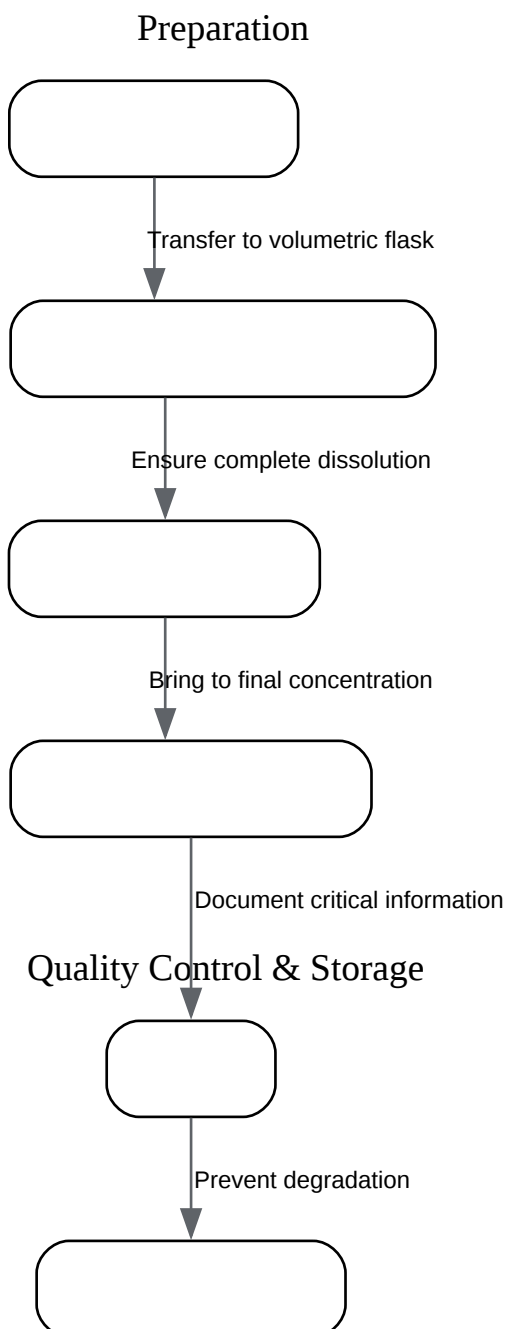 Preparation
Transfer to volumetric flask
Ensure complete dissolution
Bring to final concentration
Document critical information
Quality Control & Storage
Prevent degradation